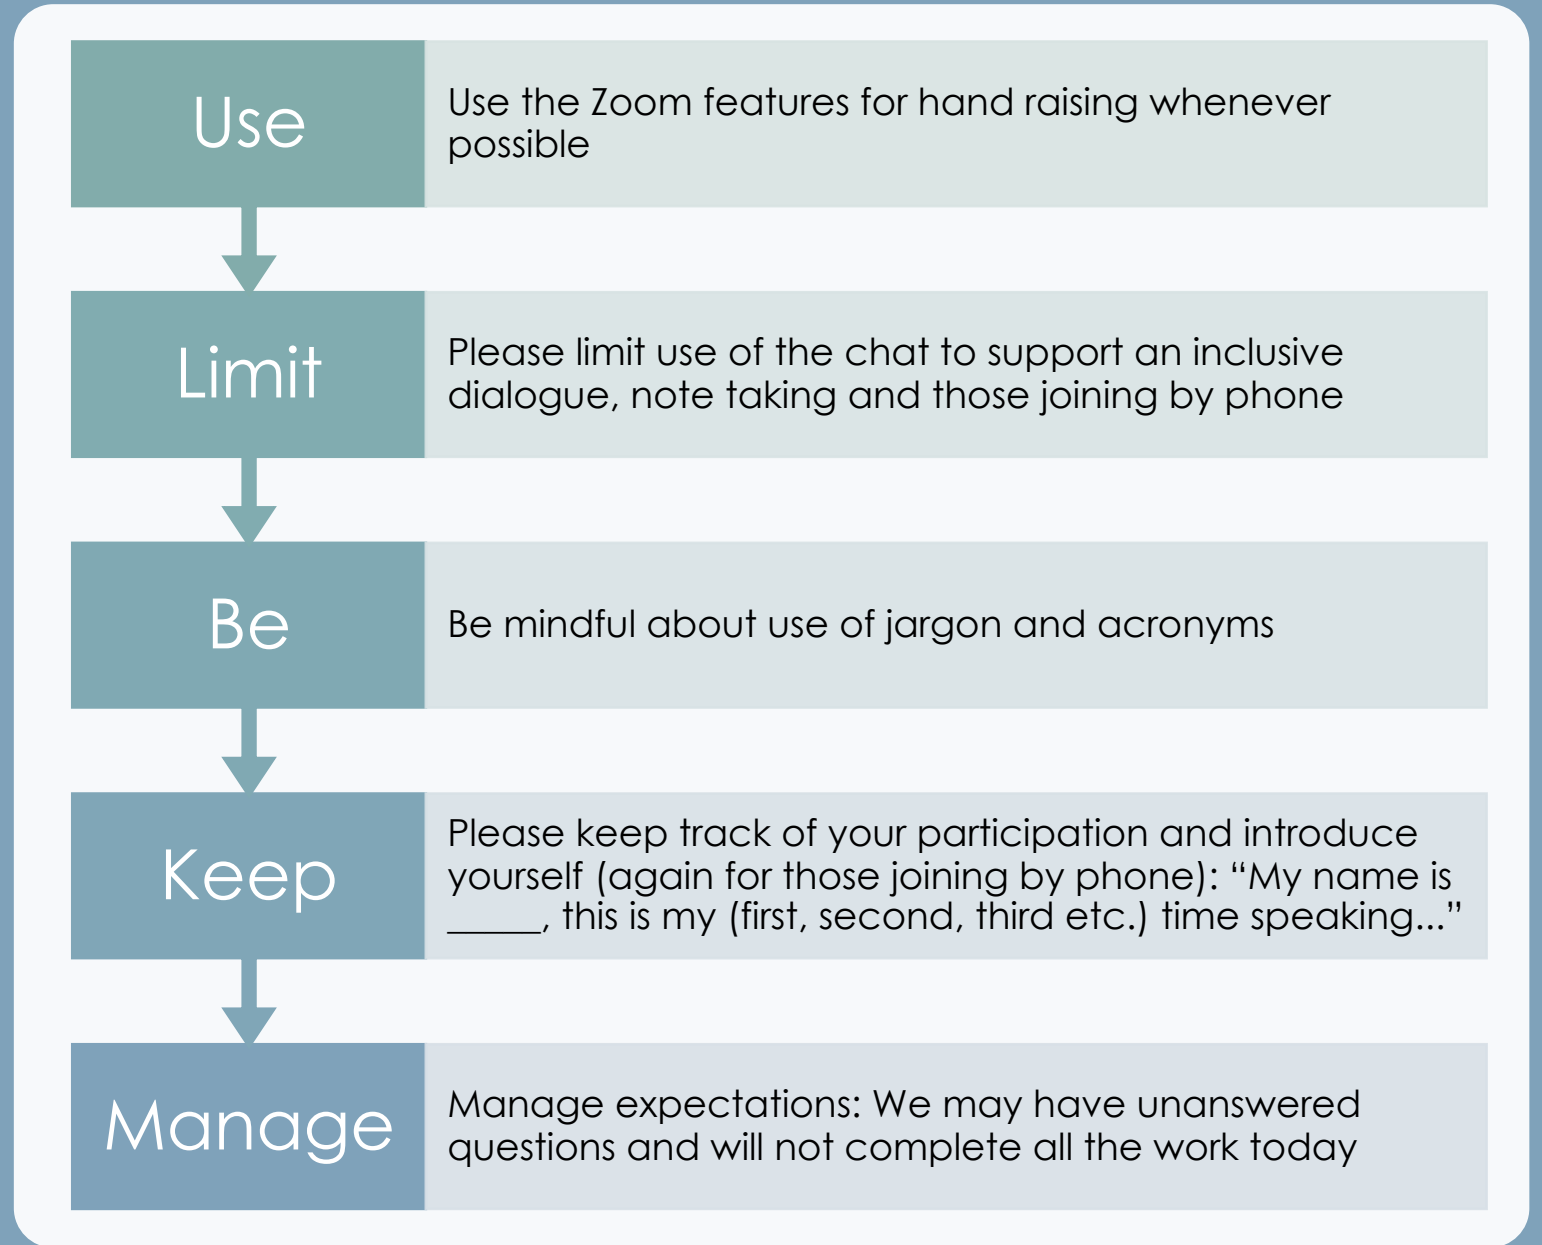 Use
Use the Zoom features for hand raising whenever
possible
Limit
Please limit use of the chat to support an inclusive
dialogue, note taking and those joining by phone
Be
Be mindful about use of jargon and acronyms
Keep
Please keep track of your participation and introduce
yourself (again for those joining by phone): “My name is
_____, this is my (first, second, third etc.) time speaking...”
Manage
Manage expectations: We may have unanswered
questions and will not complete all the work today